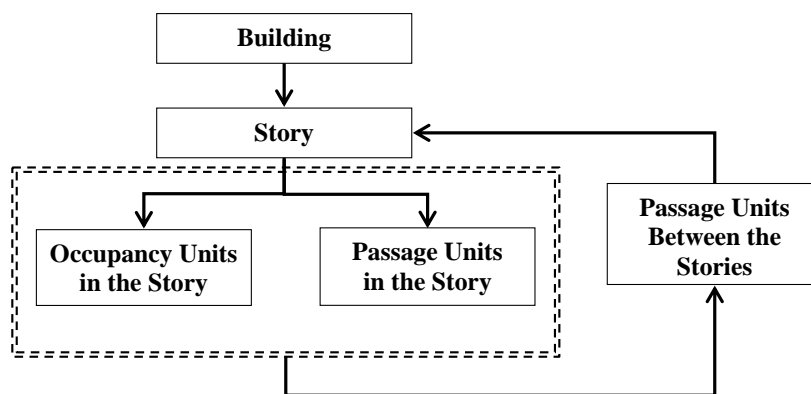 Building
Story
Occupancy Units
in the Story
Passage Units
in the Story
Passage Units
Between the
Stories